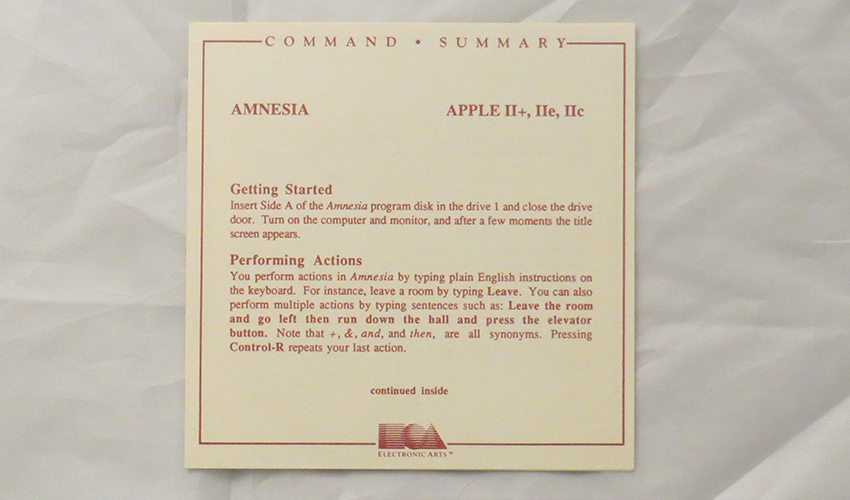 COMMAND • SUMMARY
AMNESIA APPLE II+, IIe, IIc
Getting Started
Insert Side A of the Amnesia program disk in the drive 1 and close the drive
door. Turn on the computer and monitor, and after a few moments the title
screen appears.
Performing Actions
You perform actions in Amnesia by typing plain English instructions on
the keyboard. For instance, leave a room by typing Leave. You can also
perform multiple actions by typing sentences such as: Leave the room
and go left then run down the hall and press the elevator
button. Note that +, &, and, and then, are all synonyms. Pressing
Control-R repeats your last action.
continued inside
ELECTRONIC ARTS™